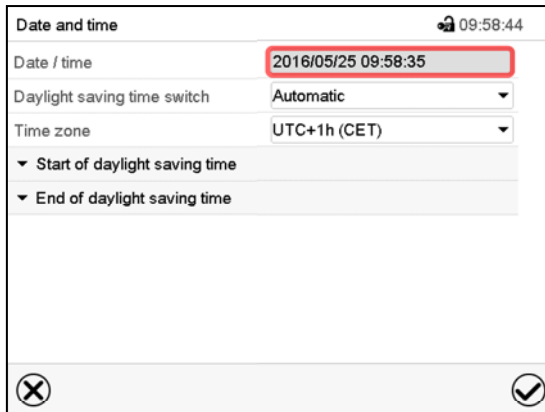 Date and time 09:58:44
Date / time 2016/05/25 09:58:35
Daylight saving time switch Automatic
Time zone UTC+1h (CET)
Start of daylight saving time
End of daylight saving time